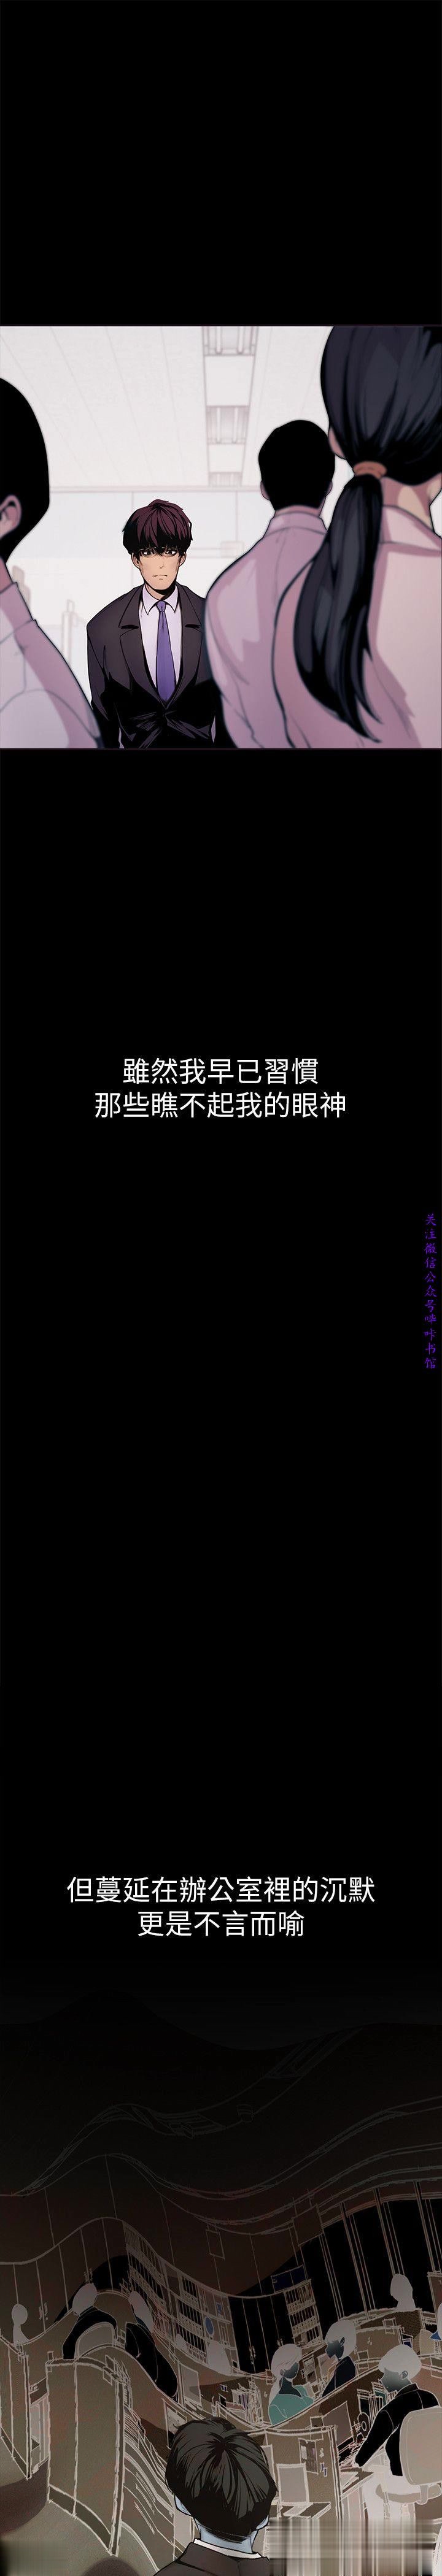 雖然我早已習慣
那些瞧不起我的眼神
关注微信公众号哔咔书馆
但蔓延在辦公室裡的沉默
更是不言而喻